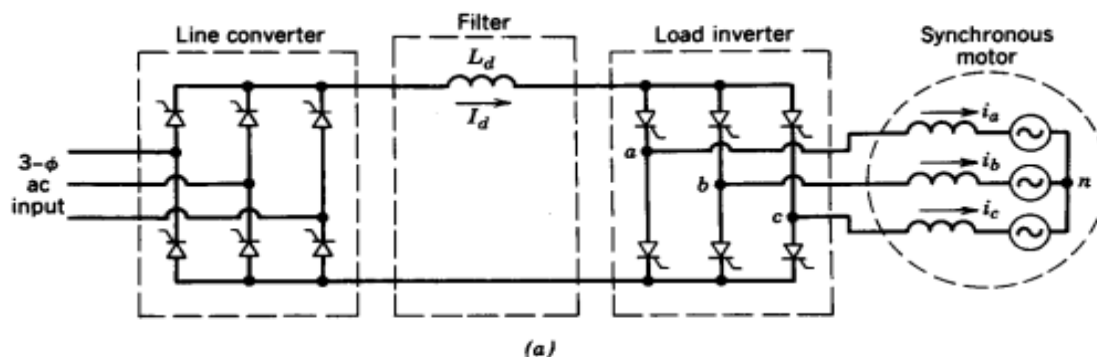 Line converter
Filter
Load inverter
Synchronous
motor
L_d
I_d
3-ϕ
ac
input
a
b
c
i_a
i_b
i_c
n
(a)